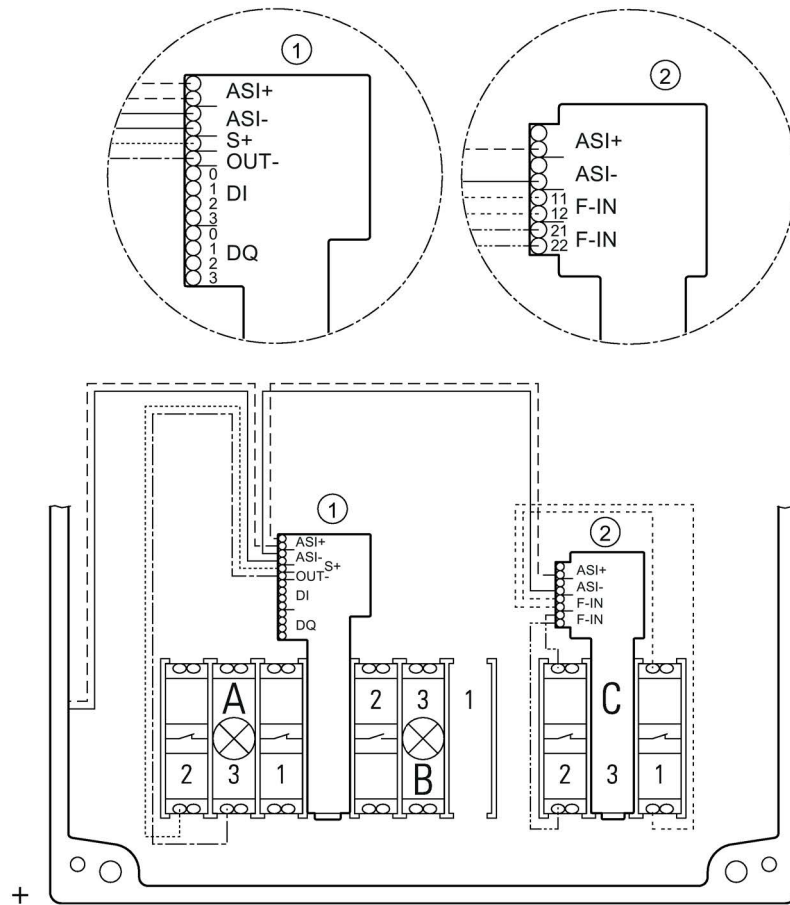 1
ASI+
ASI-
S+
OUT-
0
1 DI
2
3
0
1 DQ
2
3
2
ASI+
ASI-
11 F-IN
12
21 F-IN
22
1
ASI+
ASI-
S+
OUT-
DI
DQ
2
ASI+
ASI-
F-IN
F-IN
A
2 3 1
2 3 1
B
C
2 3 1
+